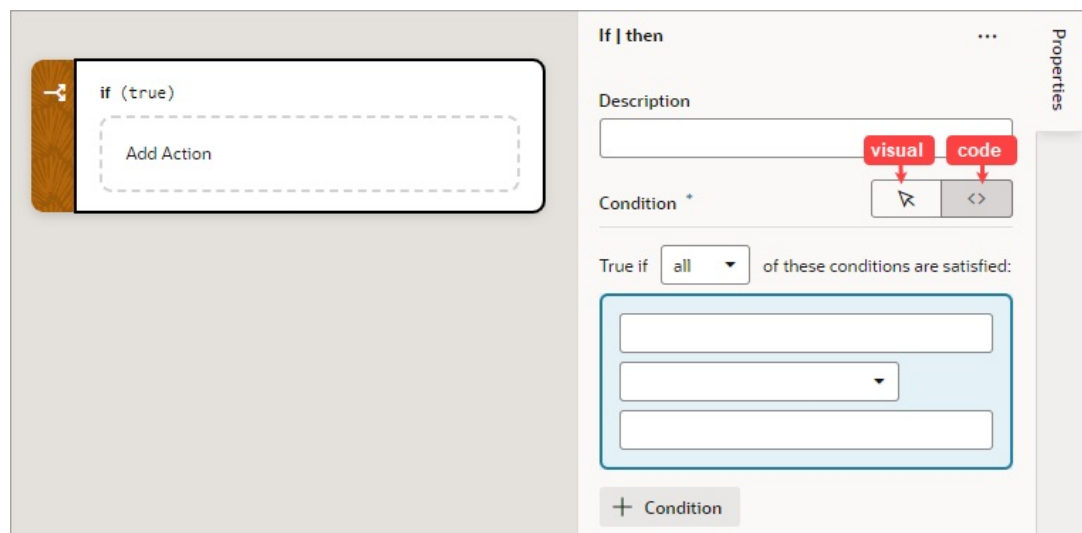 if (true)
Add Action
If | then
...
Description
visual
code
Condition *
<>
True if all of these conditions are satisfied:
+ Condition
Properties